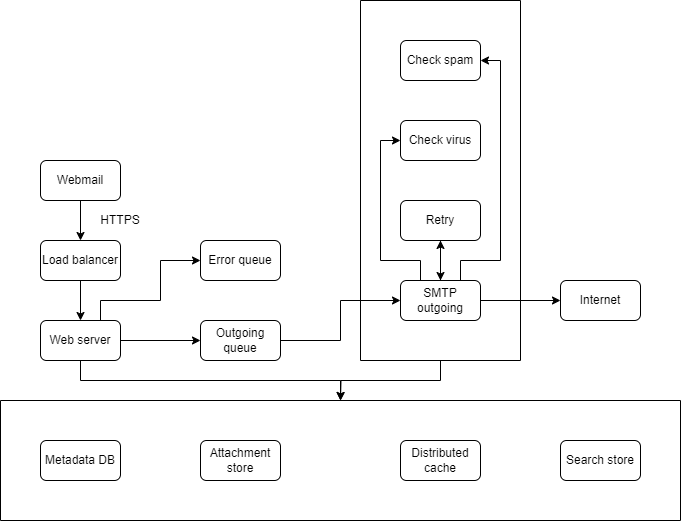 Check spam
Check virus
Webmail
HTTPS
Retry
Load balancer
Error queue
SMTP
outgoing
Internet
Web server
Outgoing
queue
Metadata DB
Attachment
store
Distributed
cache
Search store